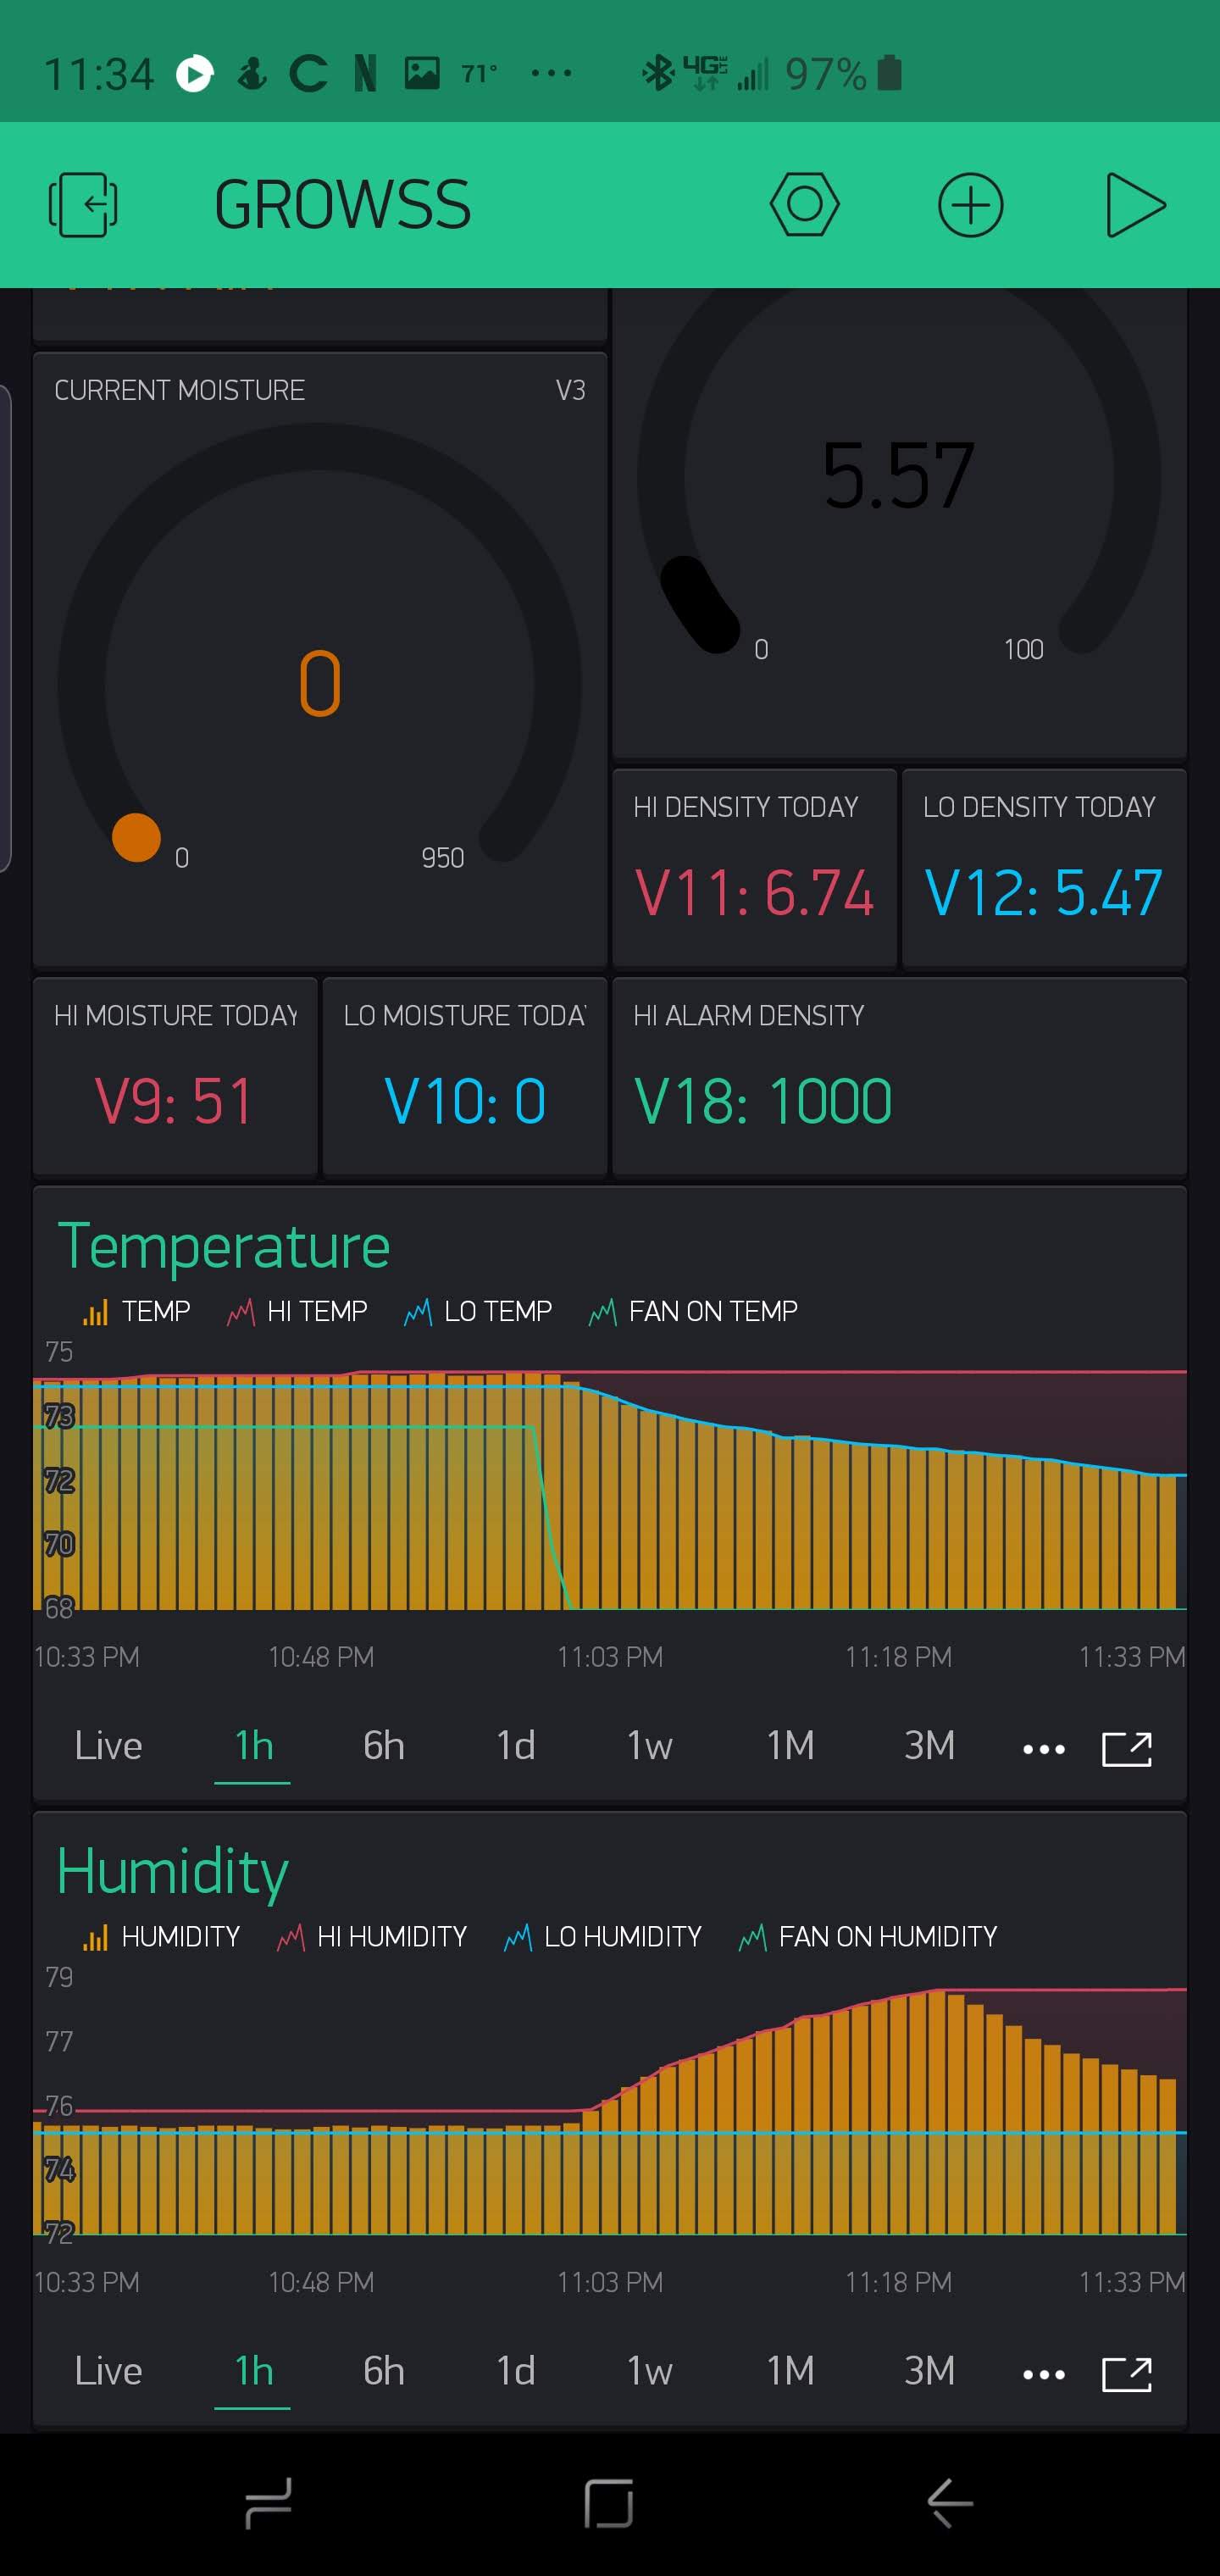 11:34 71° ... 4G LTE 97%
GROWSS
CURRENT MOISTURE V3
5.57
0 100
0
0 950
HI DENSITY TODAY LO DENSITY TODAY
V11: 6.74 V12: 5.47
HI MOISTURE TODAY LO MOISTURE TODA HI ALARM DENSITY
V9: 51 V10: 0 V18: 1000
Temperature
TEMP HI TEMP LO TEMP FAN ON TEMP
75
73
72
70
68
10:33 PM 10:48 PM 11:03 PM 11:18 PM 11:33 PM
Live 1h 6h 1d 1w 1M 3M ...
Humidity
HUMIDITY HI HUMIDITY LO HUMIDITY FAN ON HUMIDITY
79
77
76
74
72
10:33 PM 10:48 PM 11:03 PM 11:18 PM 11:33 PM
Live 1h 6h 1d 1w 1M 3M ...